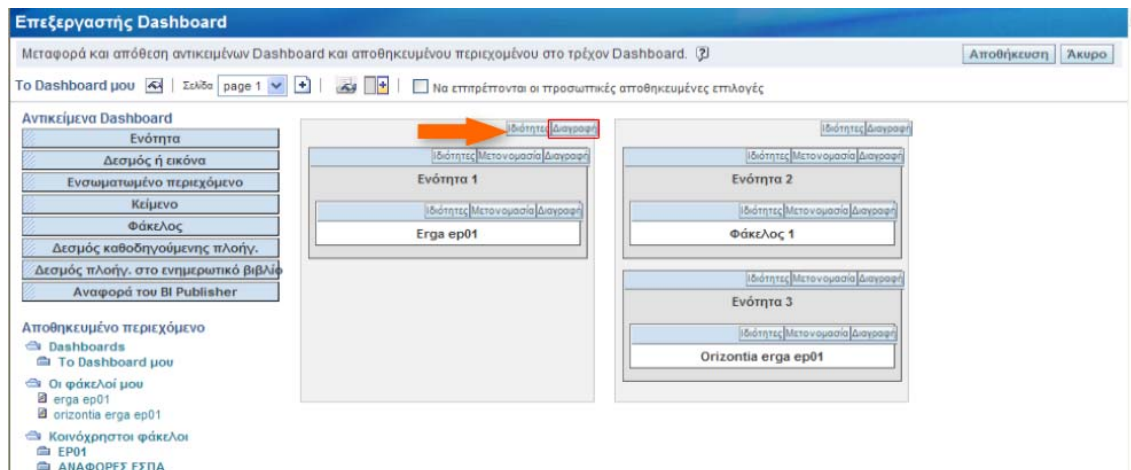 Επεξεργαστής Dashboard
Μεταφορά και απόθεση αντικειμένων Dashboard και αποθηκευμένου περιεχομένου στο τρέχον Dashboard. ? Αποθήκευση Άκυρο
Το Dashboard μου | Σελίδα page 1 | Να επιτρέπονται οι προσωπικές αποθηκευμένες επιλογές
Αντικείμενα Dashboard
Ενότητα
Δεσμός ή εικόνα
Ενσωματωμένο περιεχόμενο
Κείμενο
Φάκελος
Δεσμός καθοδηγούμενης πλοήγ.
Δεσμός πλοήγ. στο ενημερωτικό βιβλίο
Αναφορά του BI Publisher
Αποθηκευμένο περιεχόμενο
Dashboards
Το Dashboard μου
Οι φάκελοί μου
erga ep01
orizontia erga ep01
Κοινόχρηστοι φάκελοι
EP01
ΑΝΑΦΟΡΕΣ ΕΣΠΑ
Ιδιότητες Διαγραφή
Ιδιότητες Μετονομασία Διαγραφή
Ενότητα 1
Ιδιότητες Μετονομασία Διαγραφή
Erga ep01
Ιδιότητες Διαγραφή
Ιδιότητες Μετονομασία Διαγραφή
Ενότητα 2
Ιδιότητες Μετονομασία Διαγραφή
Φάκελος 1
Ιδιότητες Μετονομασία Διαγραφή
Ενότητα 3
Ιδιότητες Μετονομασία Διαγραφή
Orizontia erga ep01